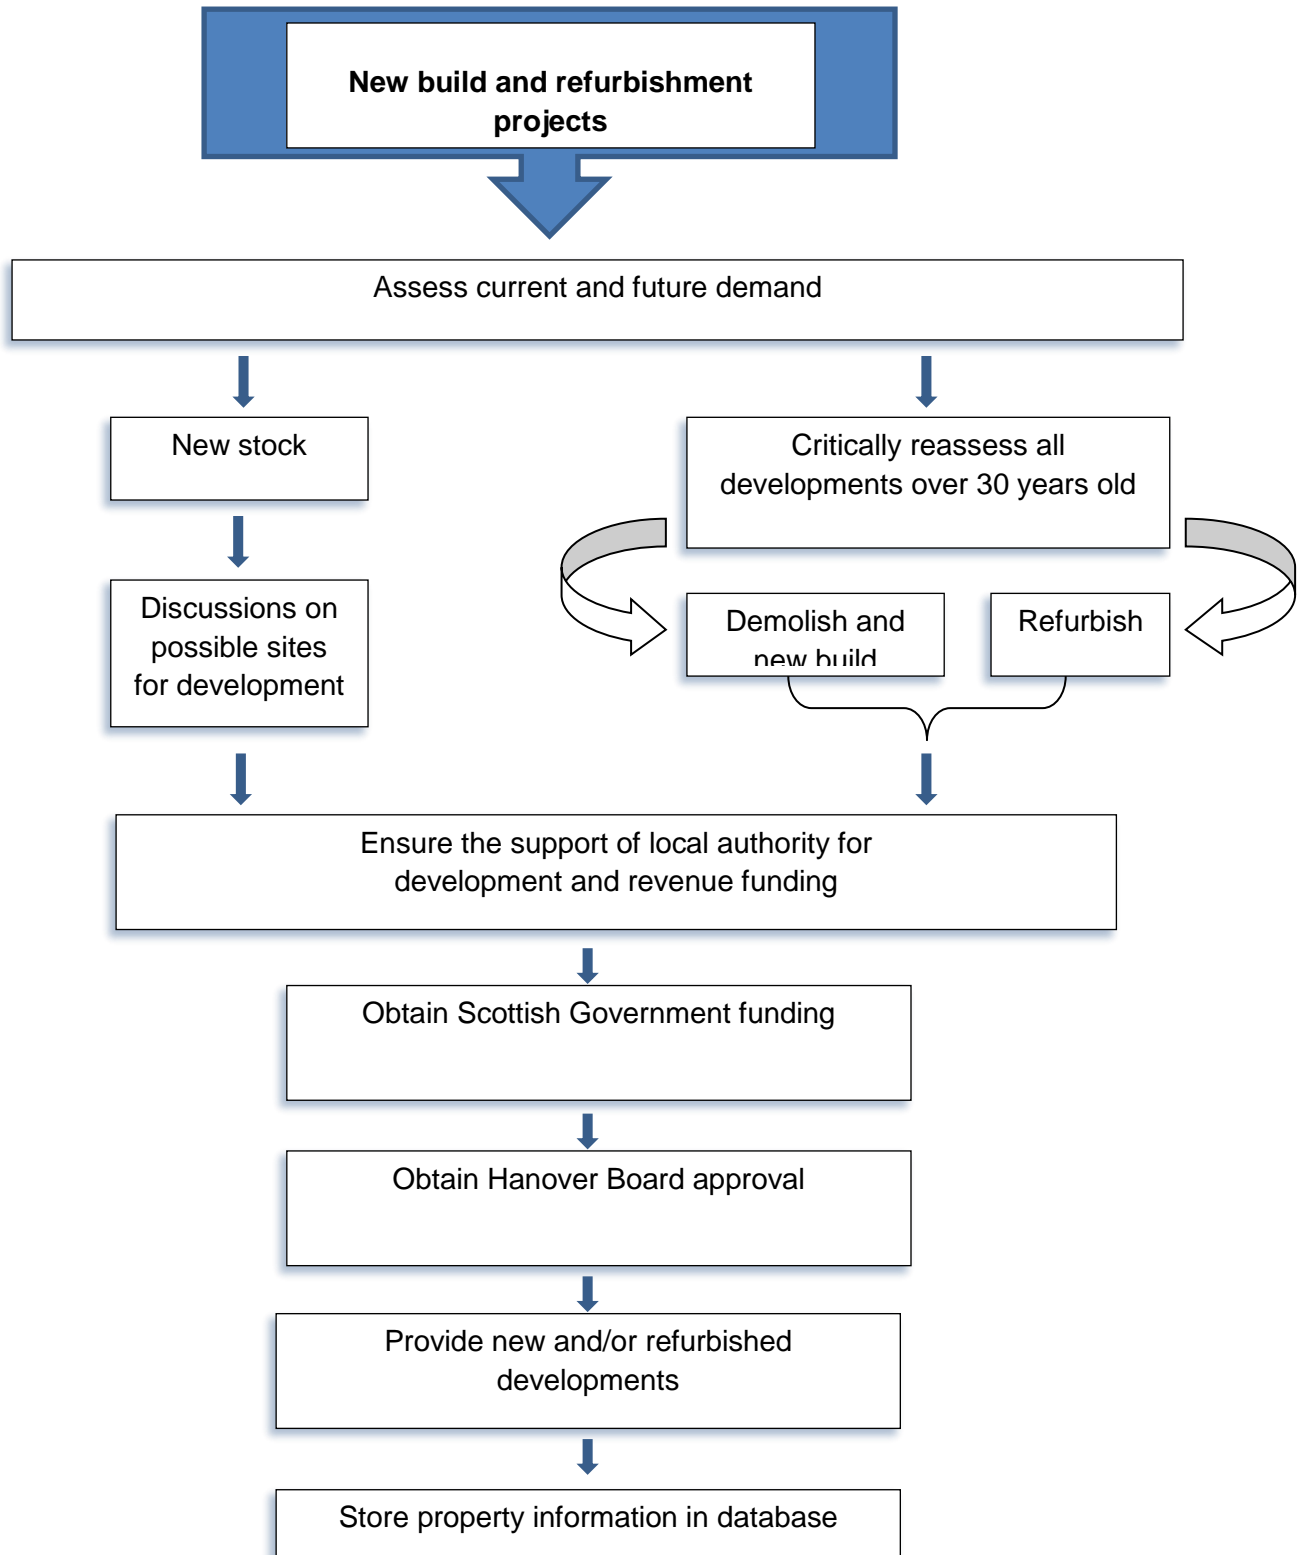 New build and refurbishment
projects
Assess current and future demand
New stock
Critically reassess all
developments over 30 years old
Discussions on
possible sites
for development
Demolish and
new build
Refurbish
Ensure the support of local authority for
development and revenue funding
Obtain Scottish Government funding
Obtain Hanover Board approval
Provide new and/or refurbished
developments
Store property information in database